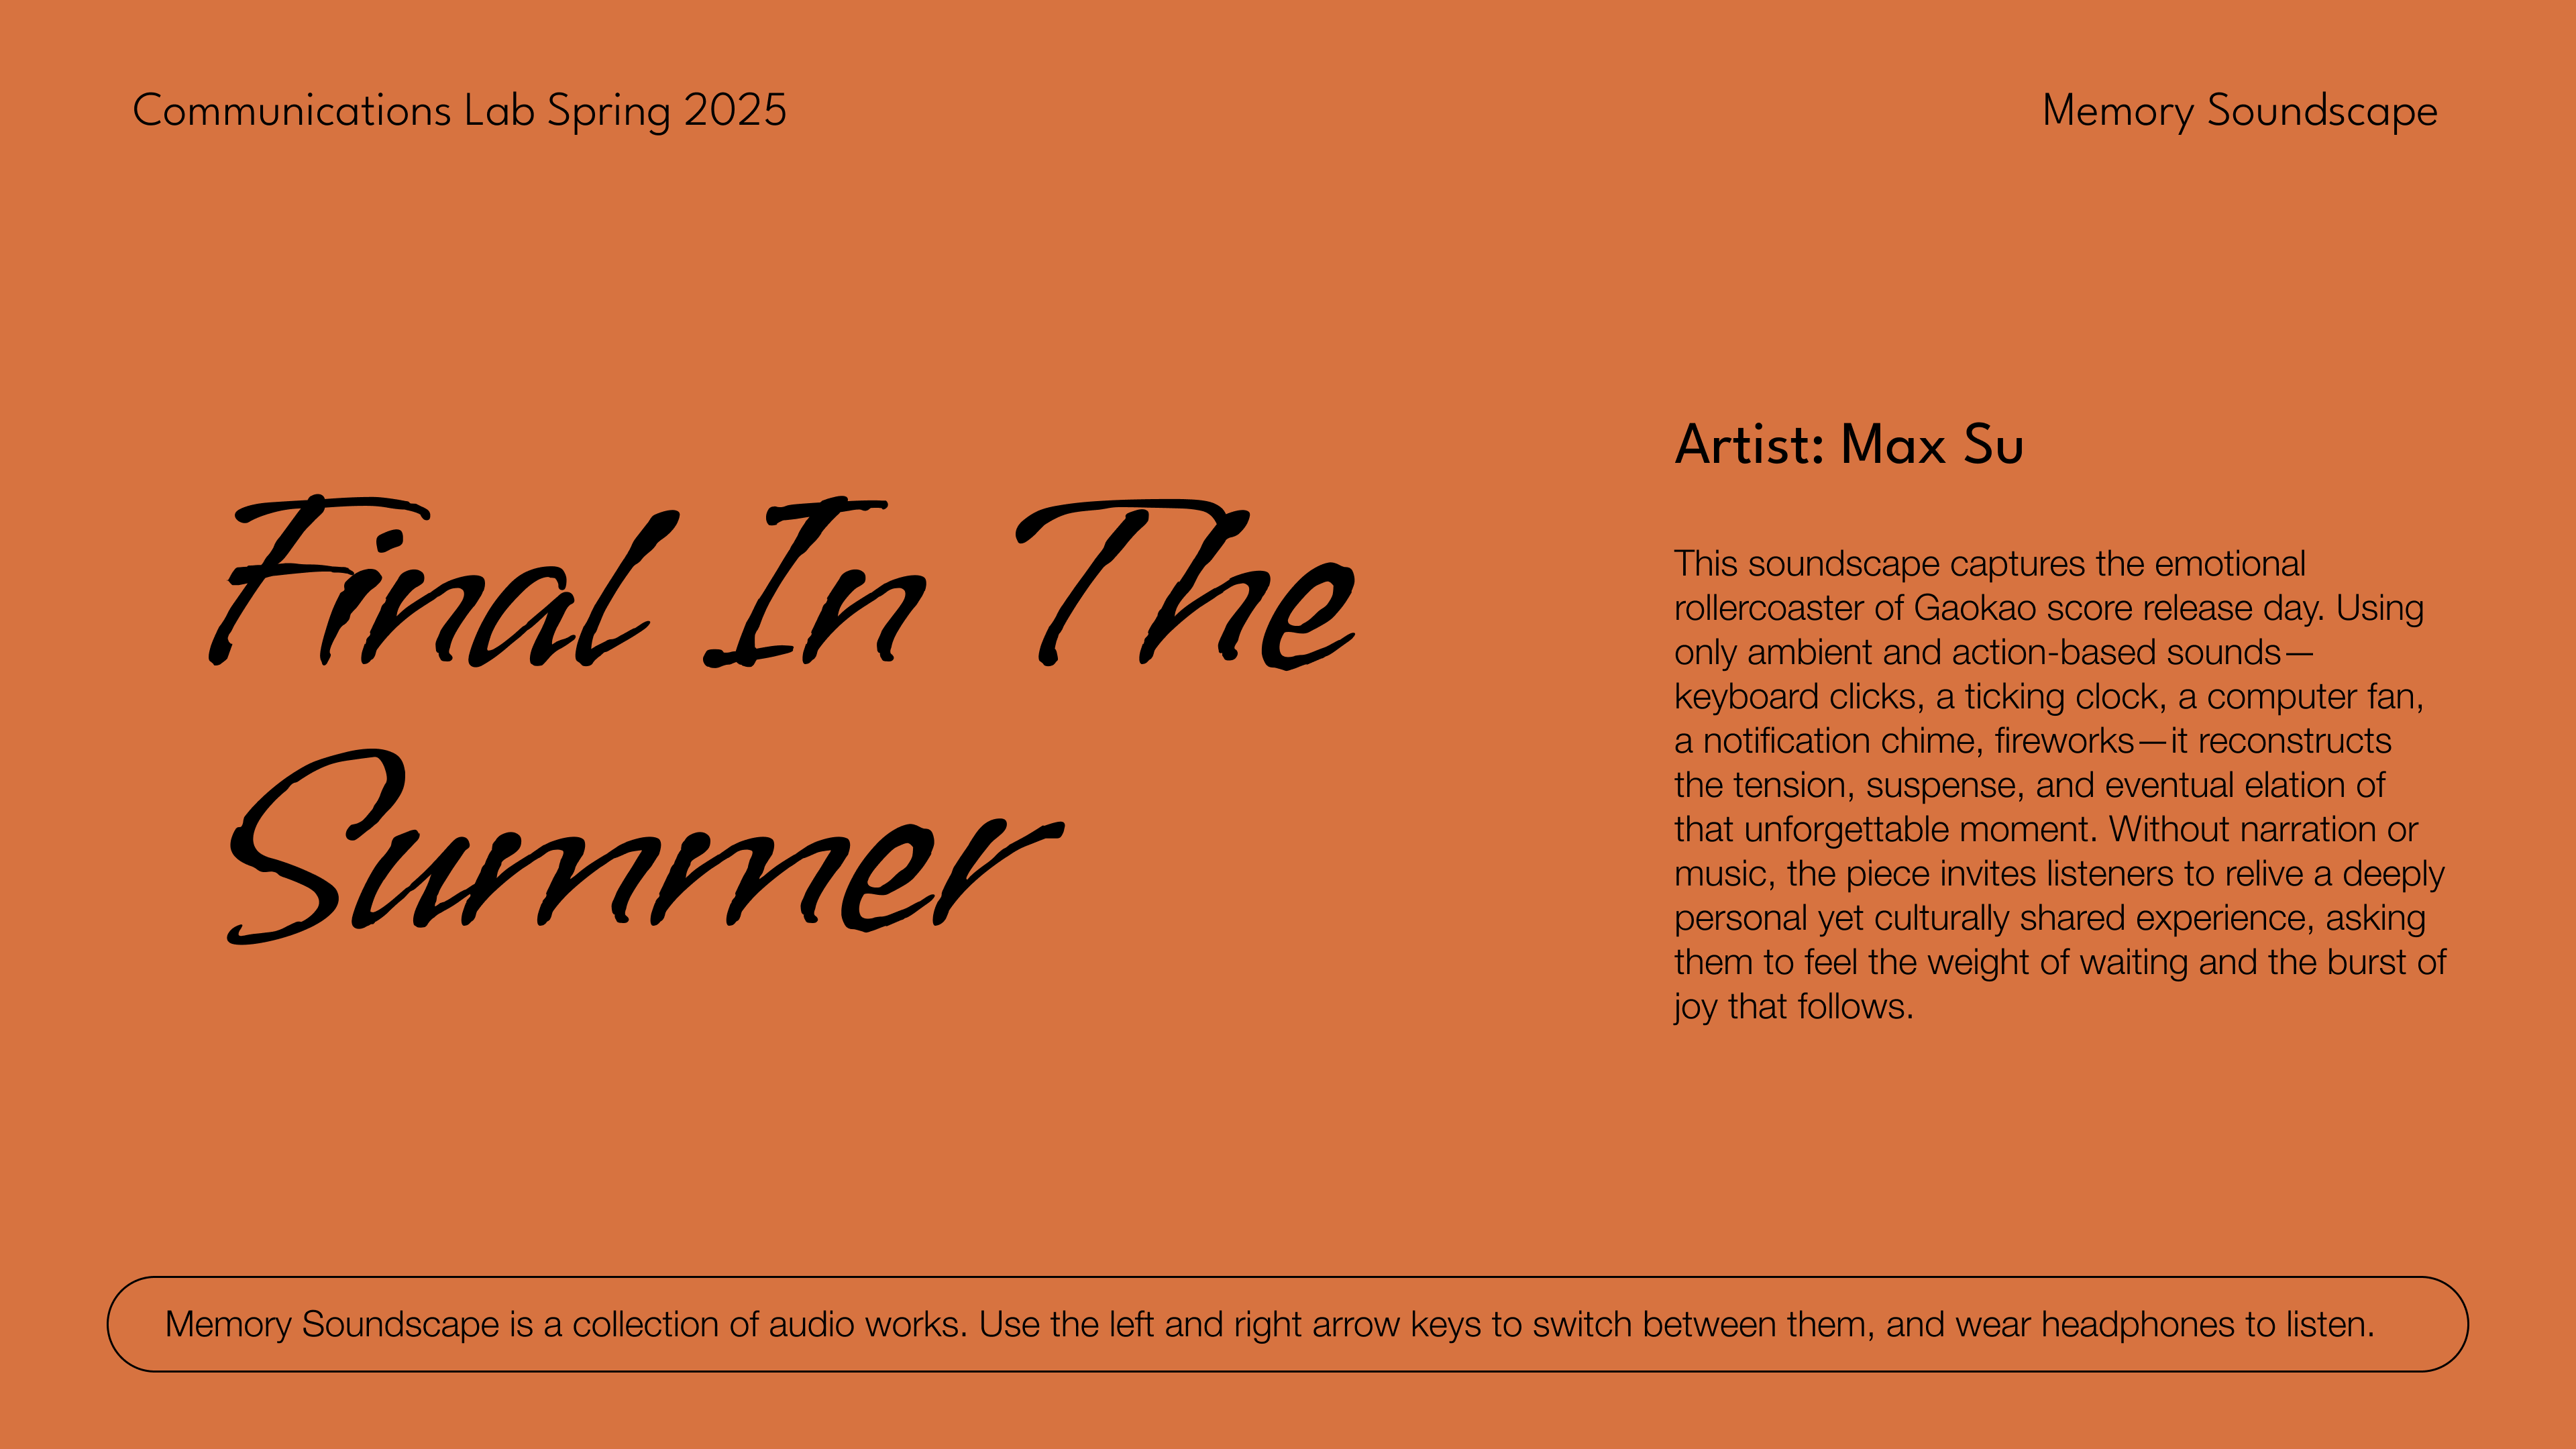 Communications Lab Spring 2025
Memory Soundscape
Final In The
Summer
Artist: Max Su
This soundscape captures the emotional
rollercoaster of Gaokao score release day. Using
only ambient and action-based sounds—
keyboard clicks, a ticking clock, a computer fan,
a notification chime, fireworks—it reconstructs
the tension, suspense, and eventual elation of
that unforgettable moment. Without narration or
music, the piece invites listeners to relive a deeply
personal yet culturally shared experience, asking
them to feel the weight of waiting and the burst of
joy that follows.
Memory Soundscape is a collection of audio works. Use the left and right arrow keys to switch between them, and wear headphones to listen.